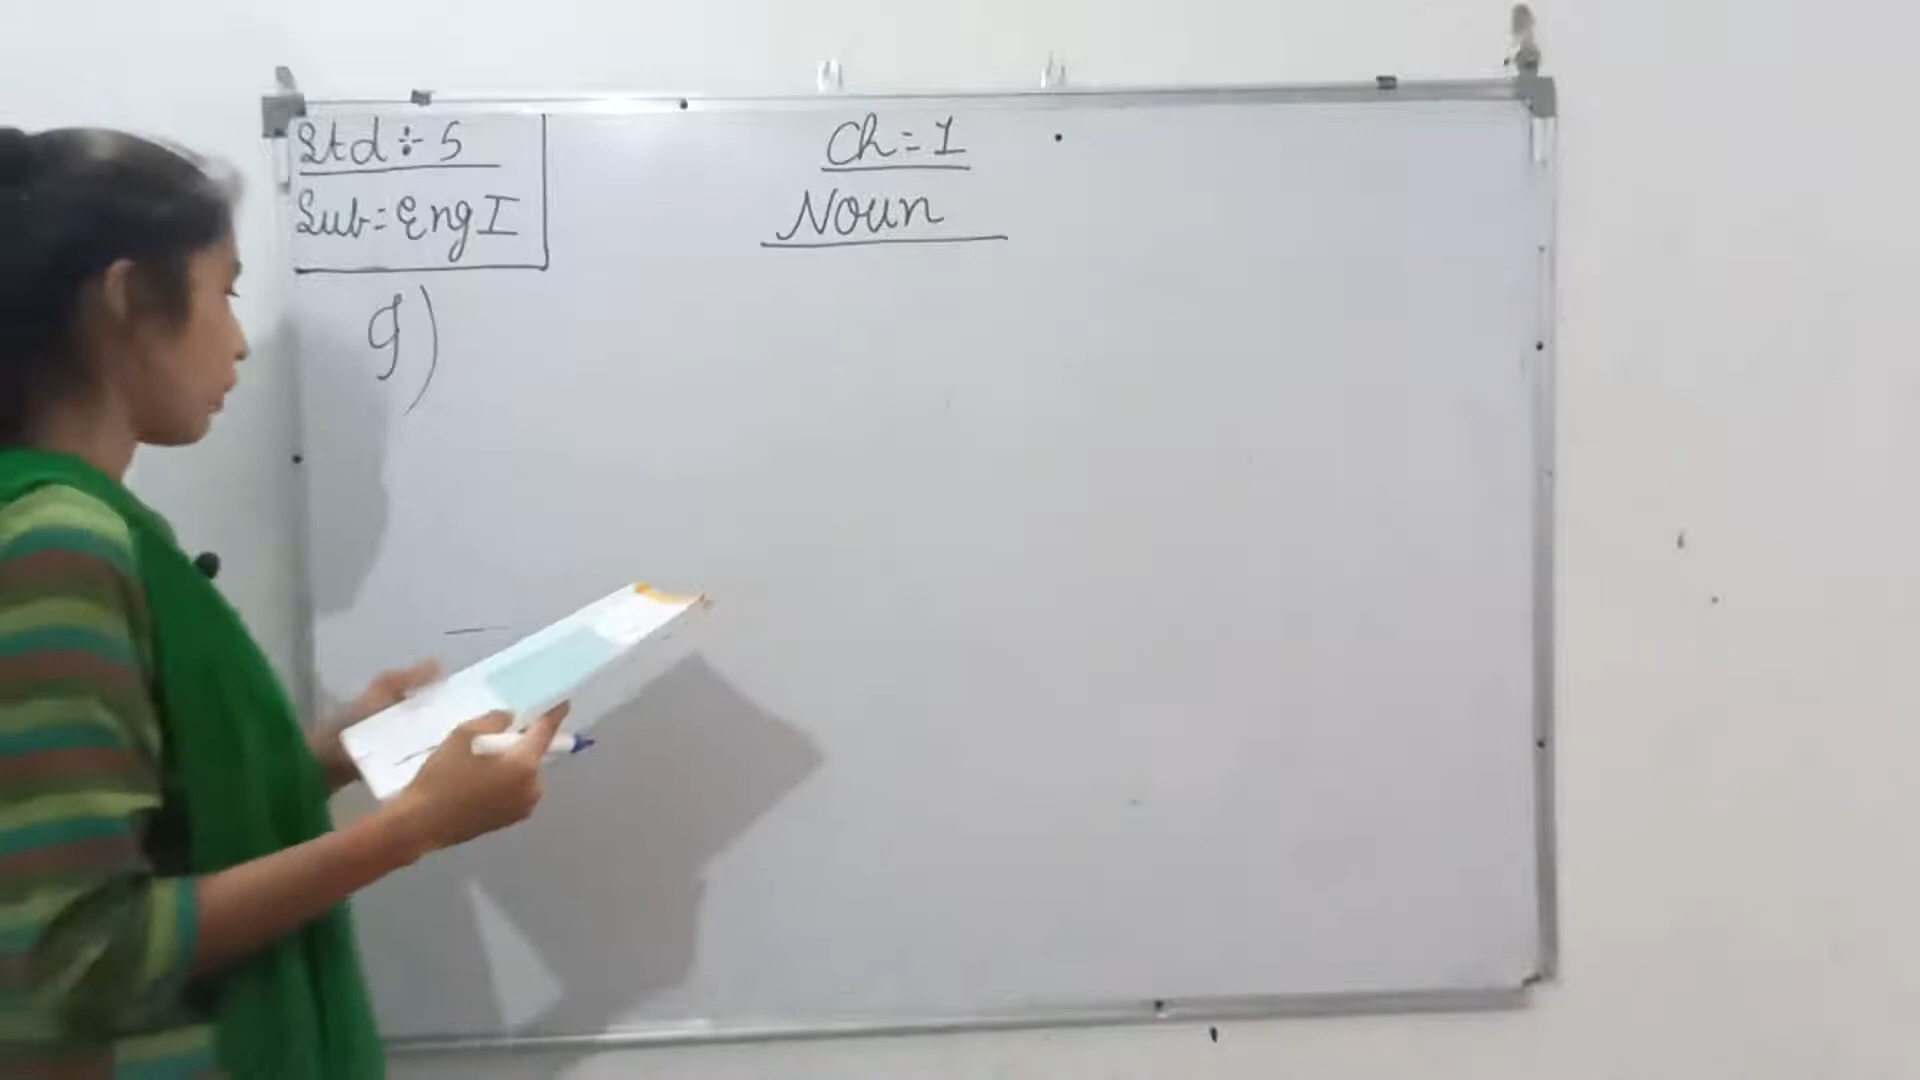 Std ÷ 5
Sub = Eng I
Ch = 1
Noun
g)